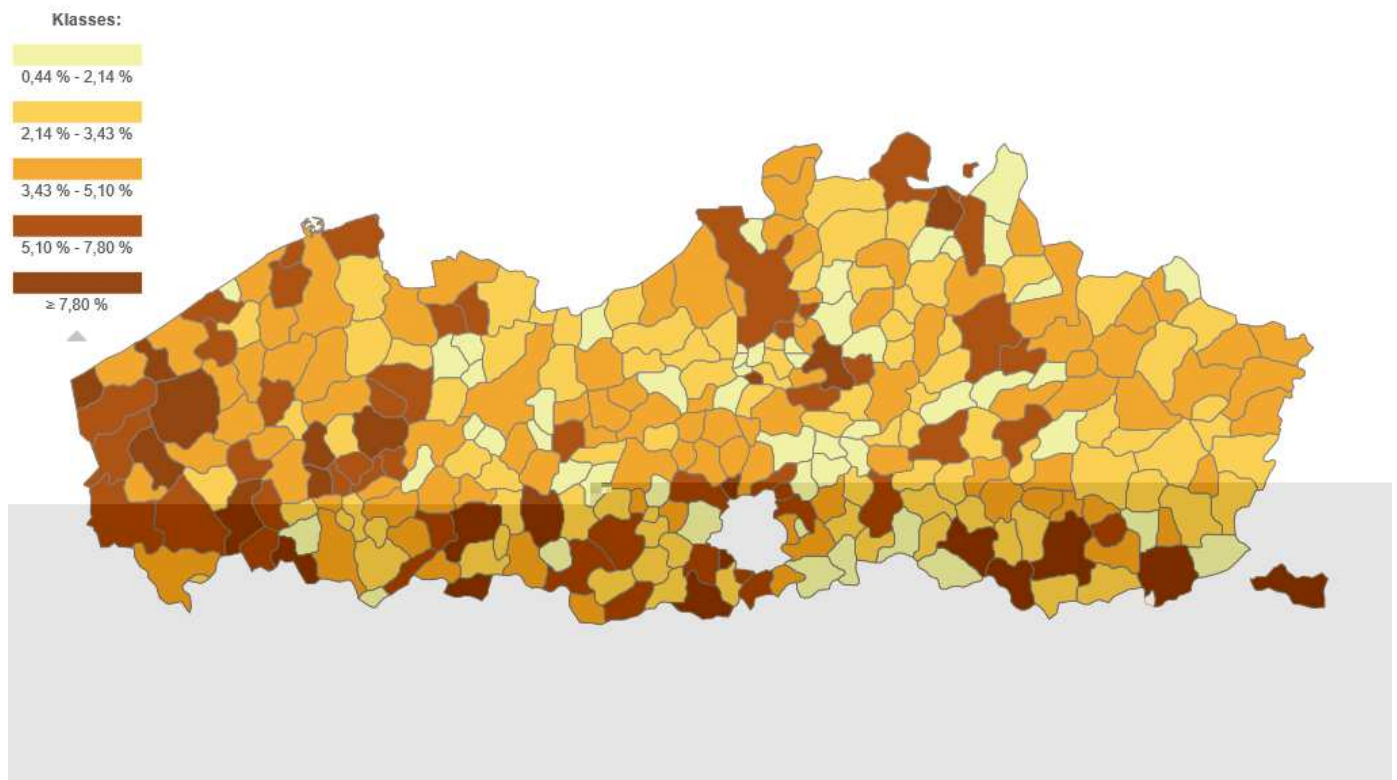 Klasses:
0,44 % - 2,14 %
2,14 % - 3,43 %
3,43 % - 5,10 %
5,10 % - 7,80 %
≥ 7,80 %